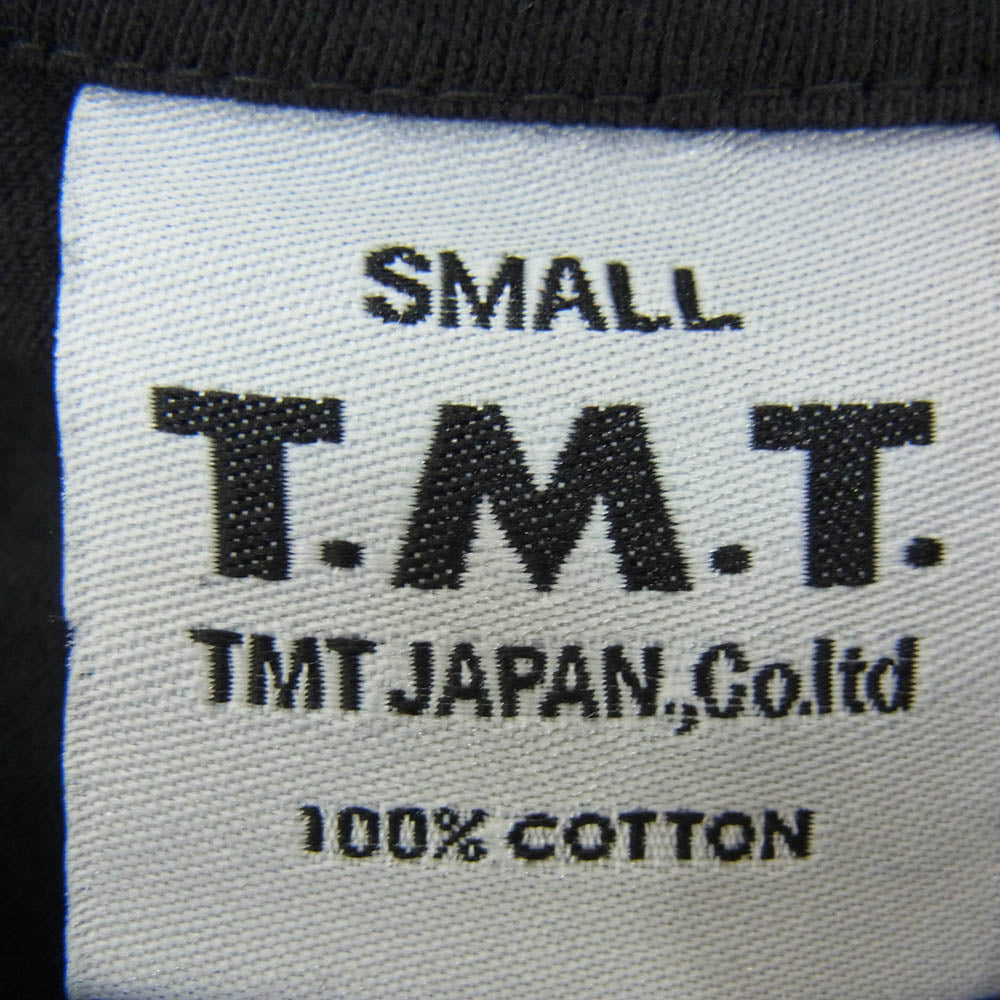 SMALL
T.M.T.
TMT JAPAN.,Co.ltd
100% COTTON